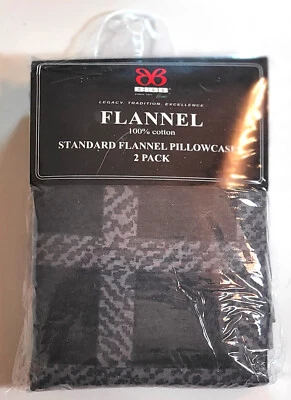 LEGACY. TRADITION. EXCELLENCE.
FLANNEL
100% cotton
STANDARD FLANNEL PILLOWCASE
2 PACK